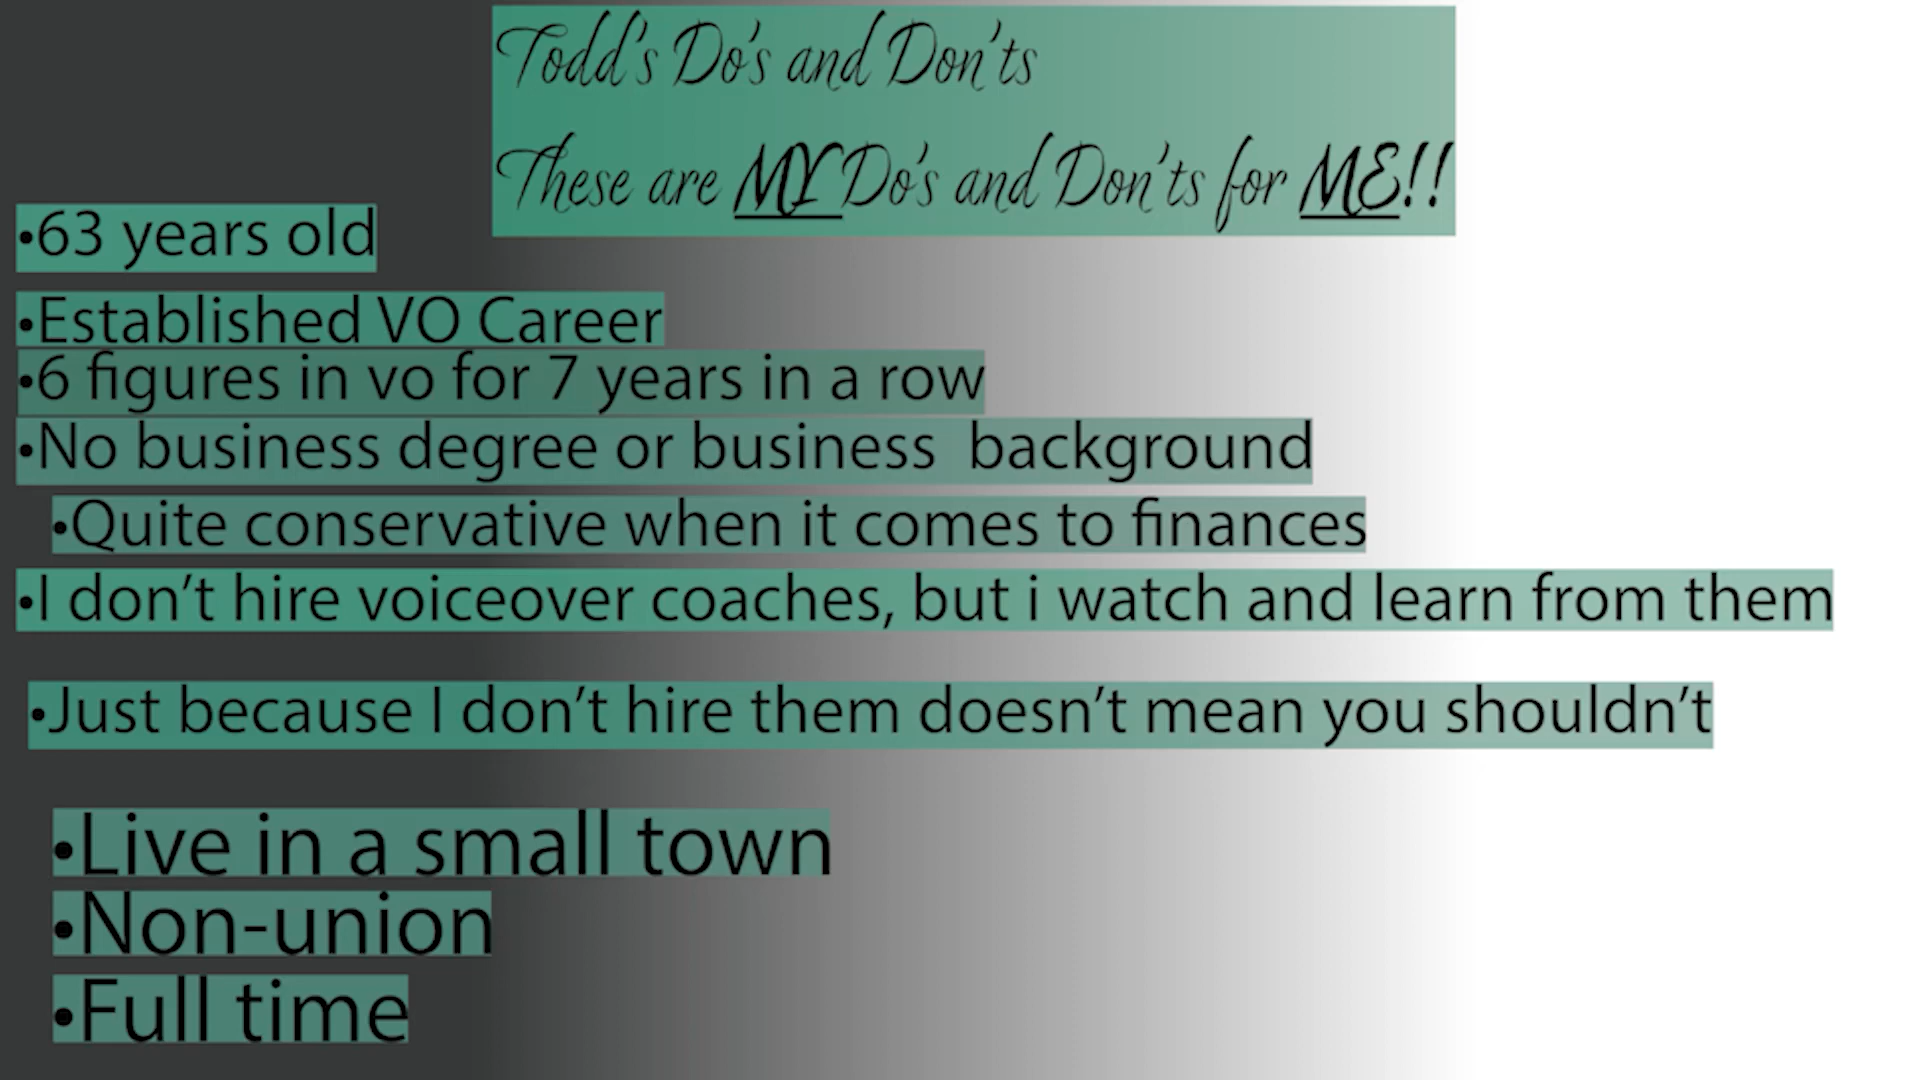 Todd's Do's and Don'ts
These are MY Do's and Don'ts for ME!!
•63 years old
•Established VO Career
•6 figures in vo for 7 years in a row
•No business degree or business  background
•Quite conservative when it comes to finances
•I don’t hire voiceover coaches, but i watch and learn from them
•Just because I don’t hire them doesn’t mean you shouldn’t
•Live in a small town
•Non-union
•Full time